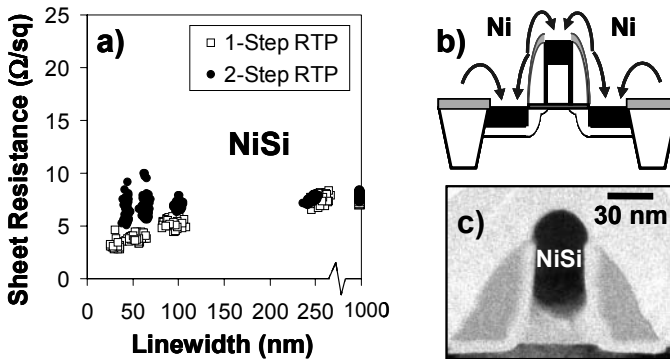 a)
1-Step RTP
2-Step RTP
NiSi
Sheet Resistance (Ω/sq)
25
20
15
10
5
0
0 50 100 150 200 250 1000
Linewidth (nm)
b)
Ni Ni
c)
30 nm
NiSi